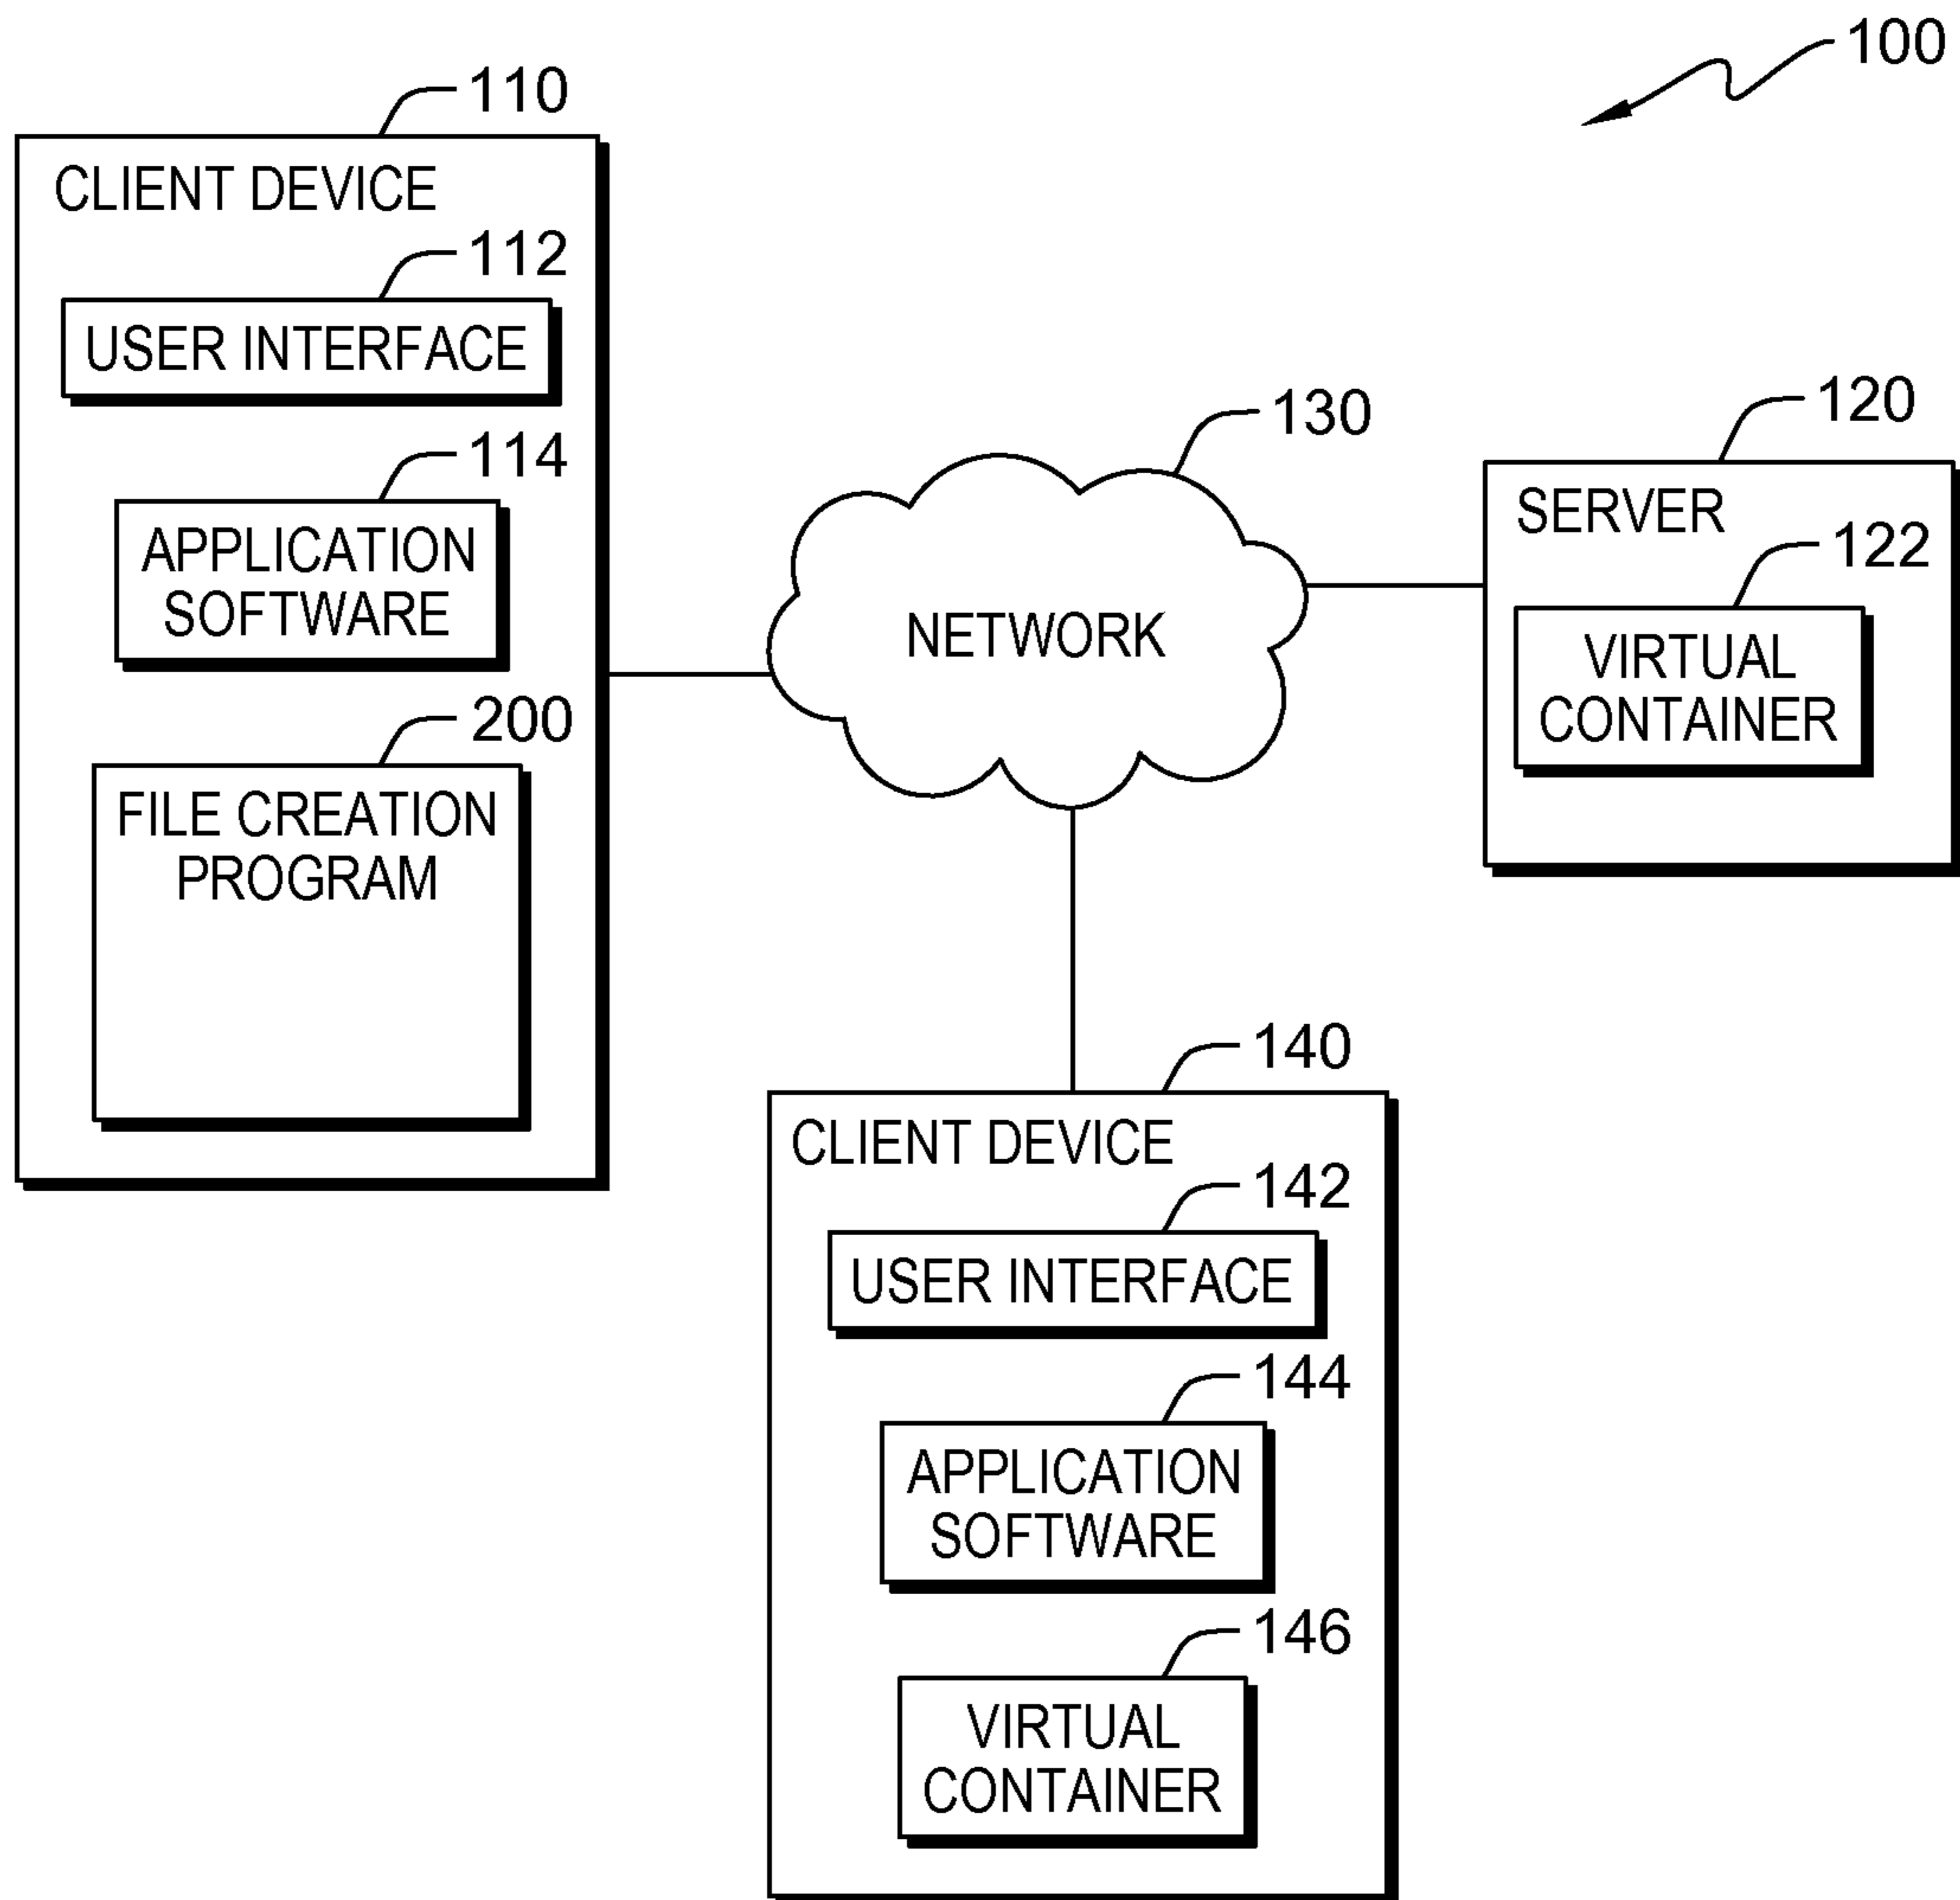 100
110
CLIENT DEVICE
112
USER INTERFACE
114
APPLICATION
SOFTWARE
200
FILE CREATION
PROGRAM
130
NETWORK
120
SERVER
122
VIRTUAL
CONTAINER
140
CLIENT DEVICE
142
USER INTERFACE
144
APPLICATION
SOFTWARE
146
VIRTUAL
CONTAINER